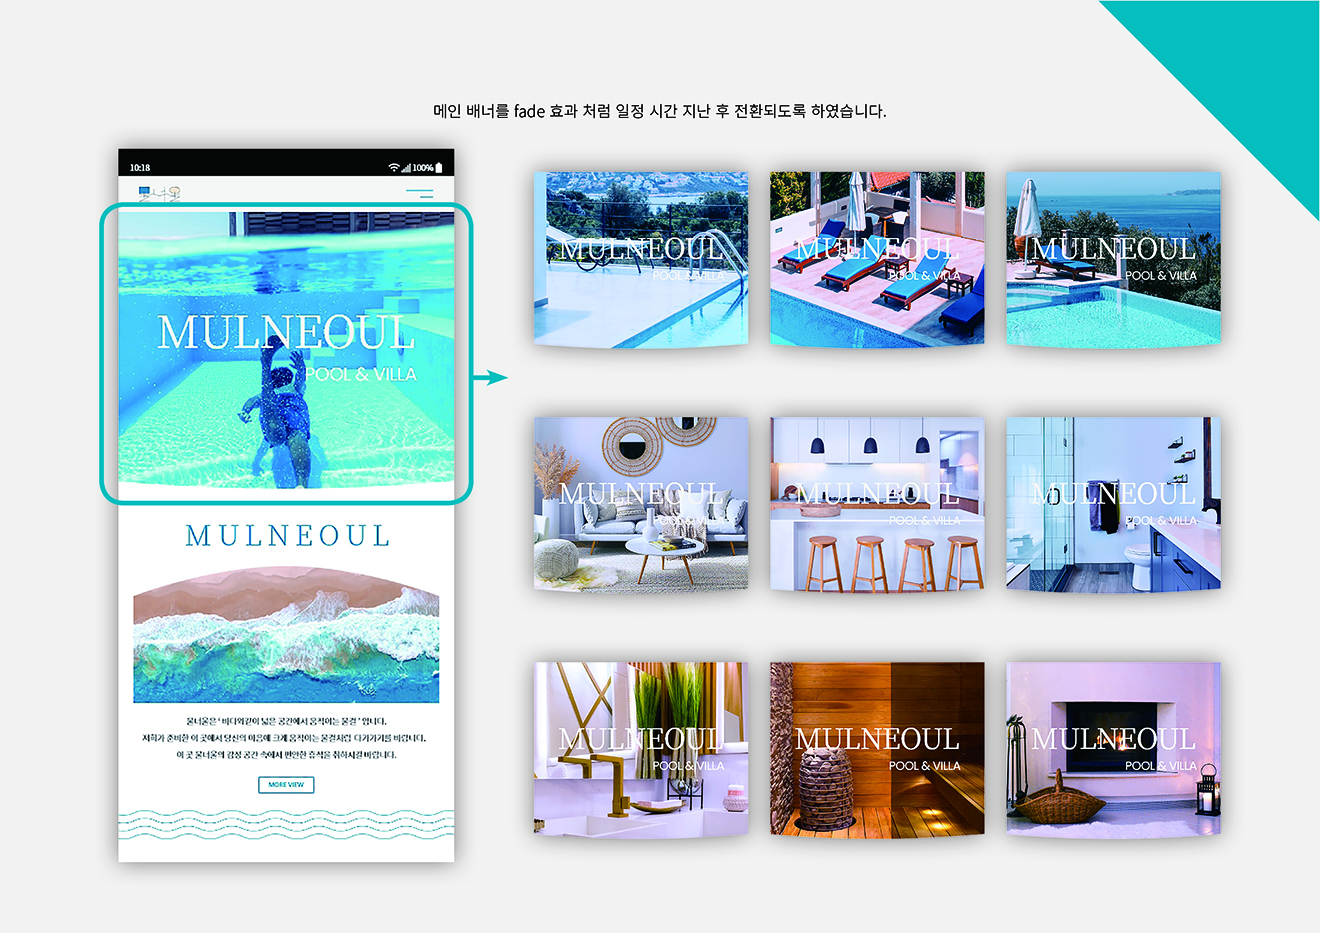 메인 배너를 fade 효과 처럼 일정 시간 지난 후 전환되도록 하였습니다.
10:18
100%
MULNEOUL
POOL & VILLA
MULNEOUL
물너울은 ‘바다와같이 넓은 공간에서 움직이는 물결’ 입니다.
저희가 준비한 이 곳에서 당신의 마음에 크게 움직이는 물결처럼 다가가기를 바랍니다.
이 곳 물너울의 감성 공간 속에서 편안한 휴식을 취하시길 바랍니다.
MORE VIEW
MULNEOUL
POOL & VILLA
MULNEOUL
POOL & VILLA
MULNEOUL
POOL & VILLA
MULNEOUL
POOL & VILLA
MULNEOUL
POOL & VILLA
MULNEOUL
POOL & VILLA
MULNEOUL
POOL & VILLA
MULNEOUL
POOL & VILLA
MULNEOUL
POOL & VILLA